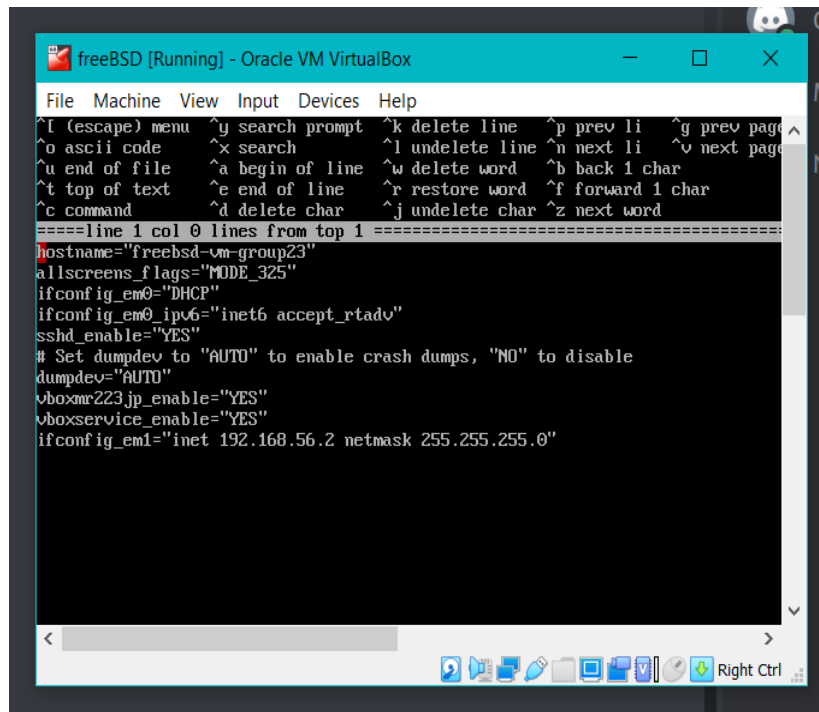 freeBSD [Running] - Oracle VM VirtualBox
File Machine View Input Devices Help
^[ (escape) menu ^y search prompt ^k delete line ^p prev li ^g prev page
^o ascii code ^x search ^l undelete line ^n next li ^v next page
^u end of file ^a begin of line ^w delete word ^b back 1 char
^t top of text ^e end of line ^r restore word ^f forward 1 char
^c command ^d delete char ^j undelete char ^z next word
=====line 1 col 0 lines from top 1 ============================================
hostname="freebsd-vm-group23"
allscreens_flags="MODE_325"
ifconfig_em0="DHCP"
ifconfig_em0_ipv6="inet6 accept_rtadv"
sshd_enable="YES"
# Set dumpdev to "AUTO" to enable crash dumps, "NO" to disable
dumpdev="AUTO"
vboxmr223jp_enable="YES"
vboxservice_enable="YES"
ifconfig_em1="inet 192.168.56.2 netmask 255.255.255.0"
Right Ctrl